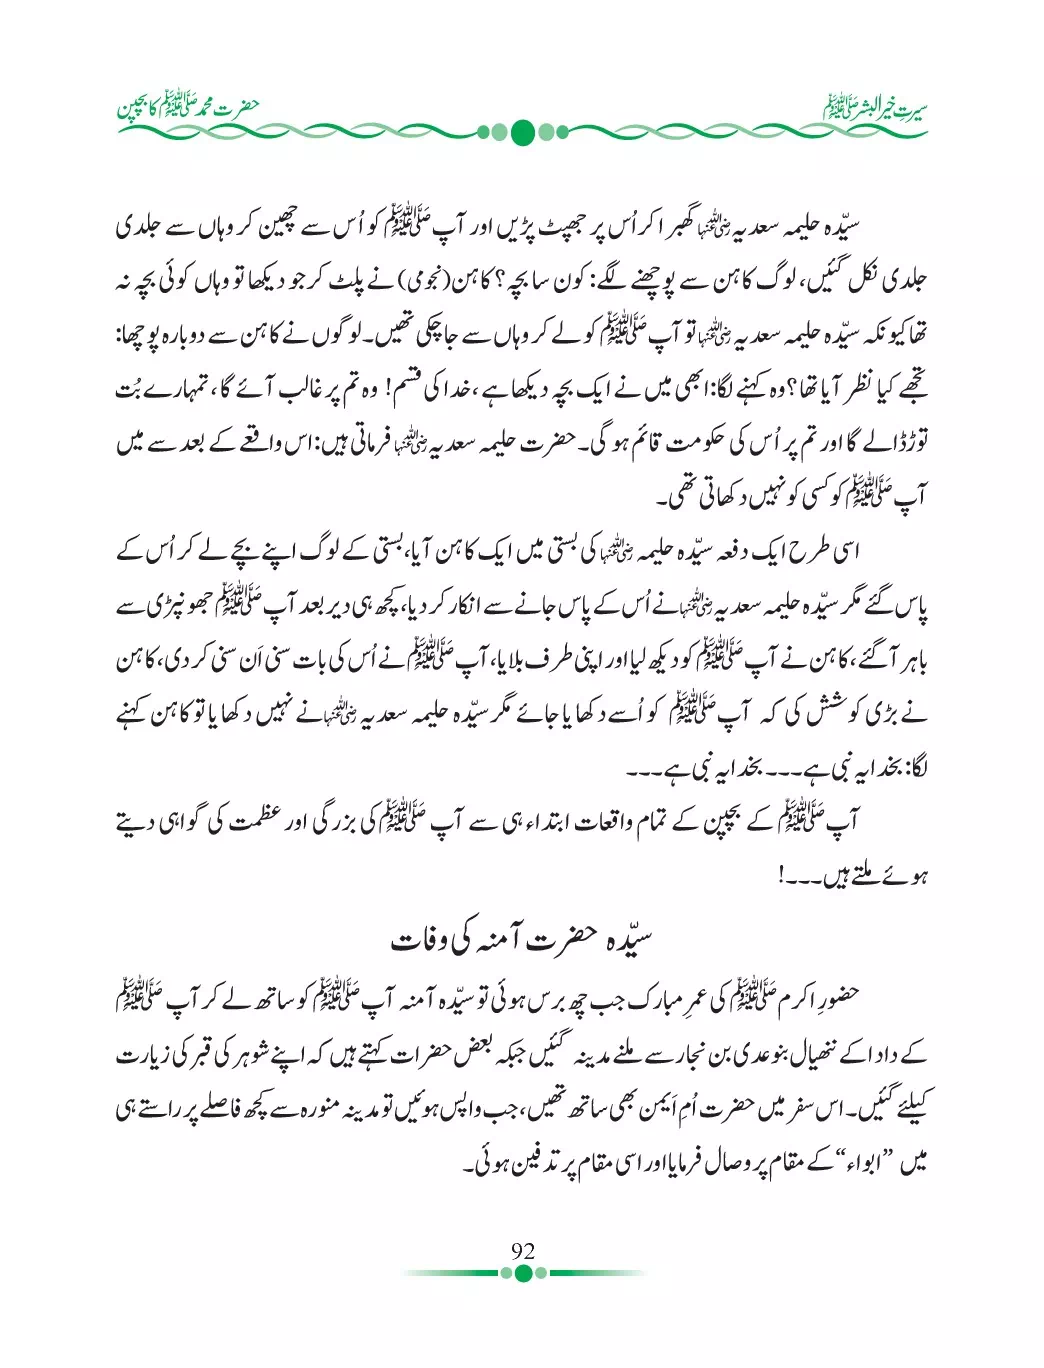 سیرتِ خیر البشر ﷺ
حضرت محمد ﷺ کا بچپن
سیّدہ حلیمہ سعدیہ رضی اللہ عنہا گھبرا کر اُس پر جھپٹ پڑیں اور آپ ﷺ کو اُس سے چھین کر وہاں سے جلدی
جلدی نکل گئیں، لوگ کاہن سے پوچھنے لگے: کون سا بچہ؟ کاہن (نجومی) نے پلٹ کر جو دیکھا تو وہاں کوئی بچہ نہ
تھا کیونکہ سیّدہ حلیمہ سعدیہ رضی اللہ عنہا تو آپ ﷺ کو لے کر وہاں سے جاچکی تھیں۔ لوگوں نے کاہن سے دوبارہ پوچھا:
تجھے کیا نظر آیا تھا؟ وہ کہنے لگا: ابھی میں نے ایک بچہ دیکھا ہے، خدا کی قسم! وہ تم پر غالب آئے گا، تمہارے بُت
توڑ ڈالے گا اور تم پر اُس کی حکومت قائم ہو گی۔ حضرت حلیمہ سعدیہ رضی اللہ عنہا فرماتی ہیں: اس واقعے کے بعد سے میں
آپ ﷺ کو کسی کو نہیں دکھاتی تھی۔
اسی طرح ایک دفعہ سیّدہ حلیمہ رضی اللہ عنہا کی بستی میں ایک کاہن آیا، بستی کے لوگ اپنے بچے لے کر اُس کے
پاس گئے مگر سیّدہ حلیمہ سعدیہ رضی اللہ عنہا نے اُس کے پاس جانے سے انکار کر دیا، کچھ ہی دیر بعد آپ ﷺ جھونپڑی سے
باہر آگئے، کاہن نے آپ ﷺ کو دیکھ لیا اور اپنی طرف بلایا، آپ ﷺ نے اُس کی بات سنی اَن سنی کر دی، کاہن
نے بڑی کوشش کی کہ آپ ﷺ کو اُسے دکھایا جائے مگر سیّدہ حلیمہ سعدیہ رضی اللہ عنہا نے نہیں دکھایا تو کاہن کہنے
لگا: بخدا یہ نبی ہے۔۔۔ بخدا یہ نبی ہے۔۔۔
آپ ﷺ کے بچپن کے تمام واقعات ابتداء ہی سے آپ ﷺ کی بزرگی اور عظمت کی گواہی دیتے
ہوئے ملتے ہیں۔۔۔!
سیّدہ حضرت آمنہ کی وفات
حضورِ اکرم ﷺ کی عمرِ مبارک جب چھ برس ہوئی تو سیّدہ آمنہ آپ ﷺ کو ساتھ لے کر آپ ﷺ
کے دادا کے ننھیال بنو عدی بن نجار سے ملنے مدینہ گئیں جبکہ بعض حضرات کہتے ہیں کہ اپنے شوہر کی قبر کی زیارت
کیلئے گئیں۔ اس سفر میں حضرت اُمِ اَیمن بھی ساتھ تھیں، جب واپس ہوئیں تو مدینہ منورہ سے کچھ فاصلے پر راستے ہی
میں ”ابواء“ کے مقام پر وصال فرمایا اور اسی مقام پر تدفین ہوئی۔
92